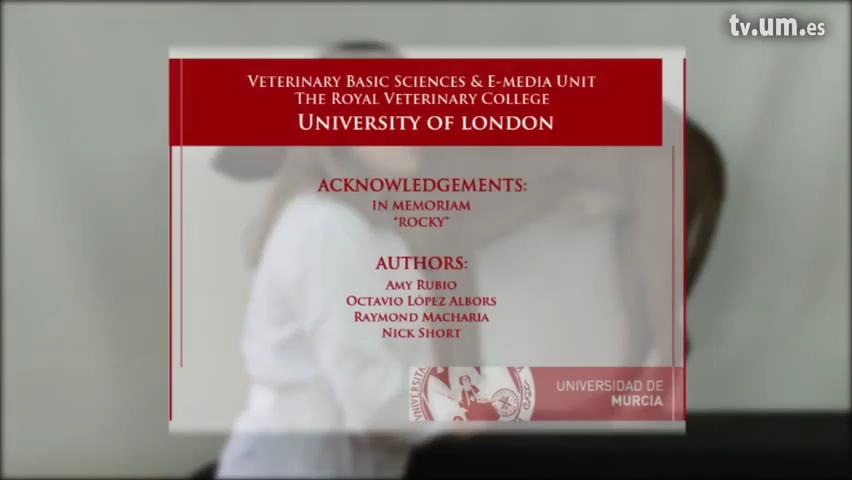 tv.um.es
VETERINARY BASIC SCIENCES & E-MEDIA UNIT
THE ROYAL VETERINARY COLLEGE
UNIVERSITY OF LONDON
ACKNOWLEDGEMENTS:
IN MEMORIAM
"ROCKY"
AUTHORS:
AMY RUBIO
OCTAVIO LÓPEZ ALBORS
RAYMOND MACHARIA
NICK SHORT
UNIVERSIDAD DE
MURCIA